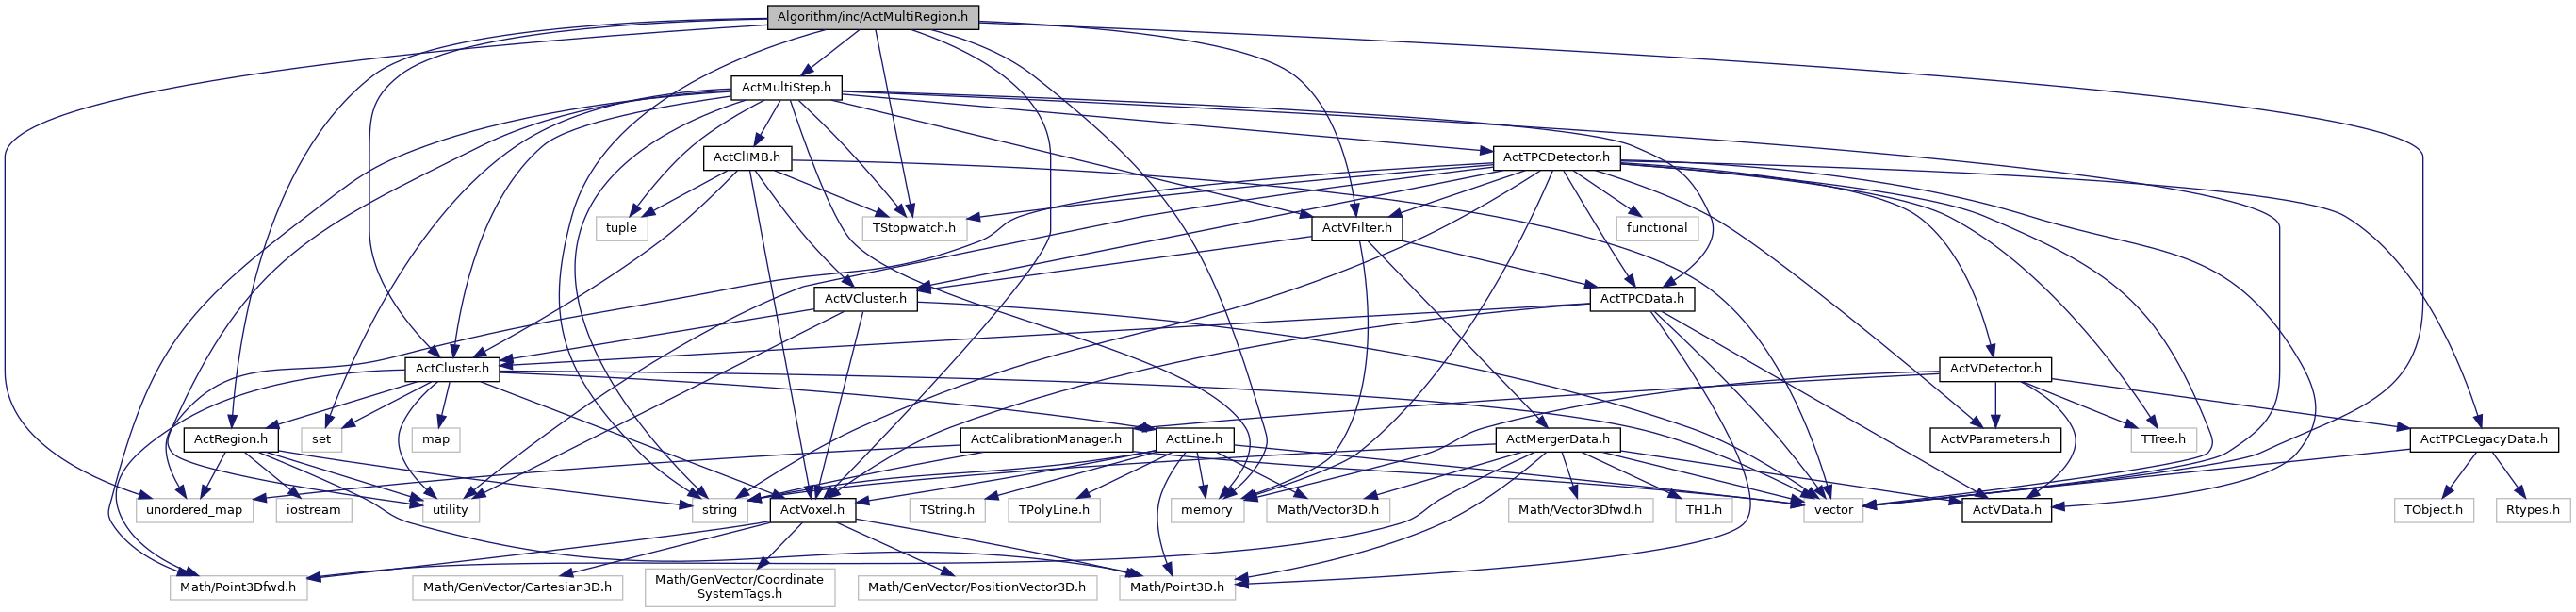 Algorithm/inc/ActMultiRegion.h
ActMultiStep.h
ActClIMB.h
ActTPCDetector.h
tuple
TStopwatch.h
ActVFilter.h
functional
ActVCluster.h
ActTPCData.h
ActCluster.h
ActVDetector.h
ActRegion.h
set
map
ActCalibrationManager.h
ActLine.h
ActMergerData.h
ActVParameters.h
TTree.h
ActTPCLegacyData.h
unordered_map
iostream
utility
string
ActVoxel.h
TString.h
TPolyLine.h
memory
Math/Vector3D.h
Math/Vector3Dfwd.h
TH1.h
vector
ActVData.h
TObject.h
Rtypes.h
Math/Point3Dfwd.h
Math/GenVector/Cartesian3D.h
Math/GenVector/Coordinate
SystemTags.h
Math/GenVector/PositionVector3D.h
Math/Point3D.h